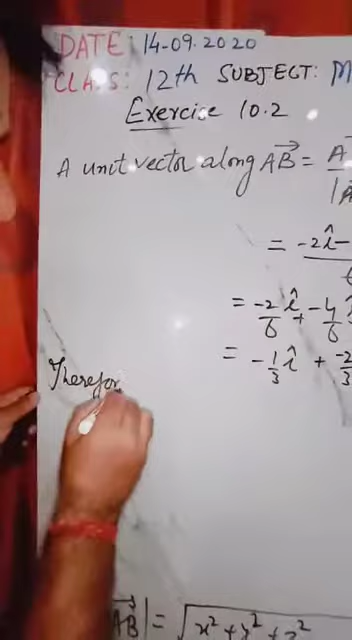 DATE: 14-09.2020
CLASS: 12th SUBJECT: M
Exercise 10.2
A unit vector along AB⃗ = A
|A
= -2î -
= -2/6 î + -4/6
= -1/3 î + -2/3
Therefor
AB⃗| = √x² + y² + z²